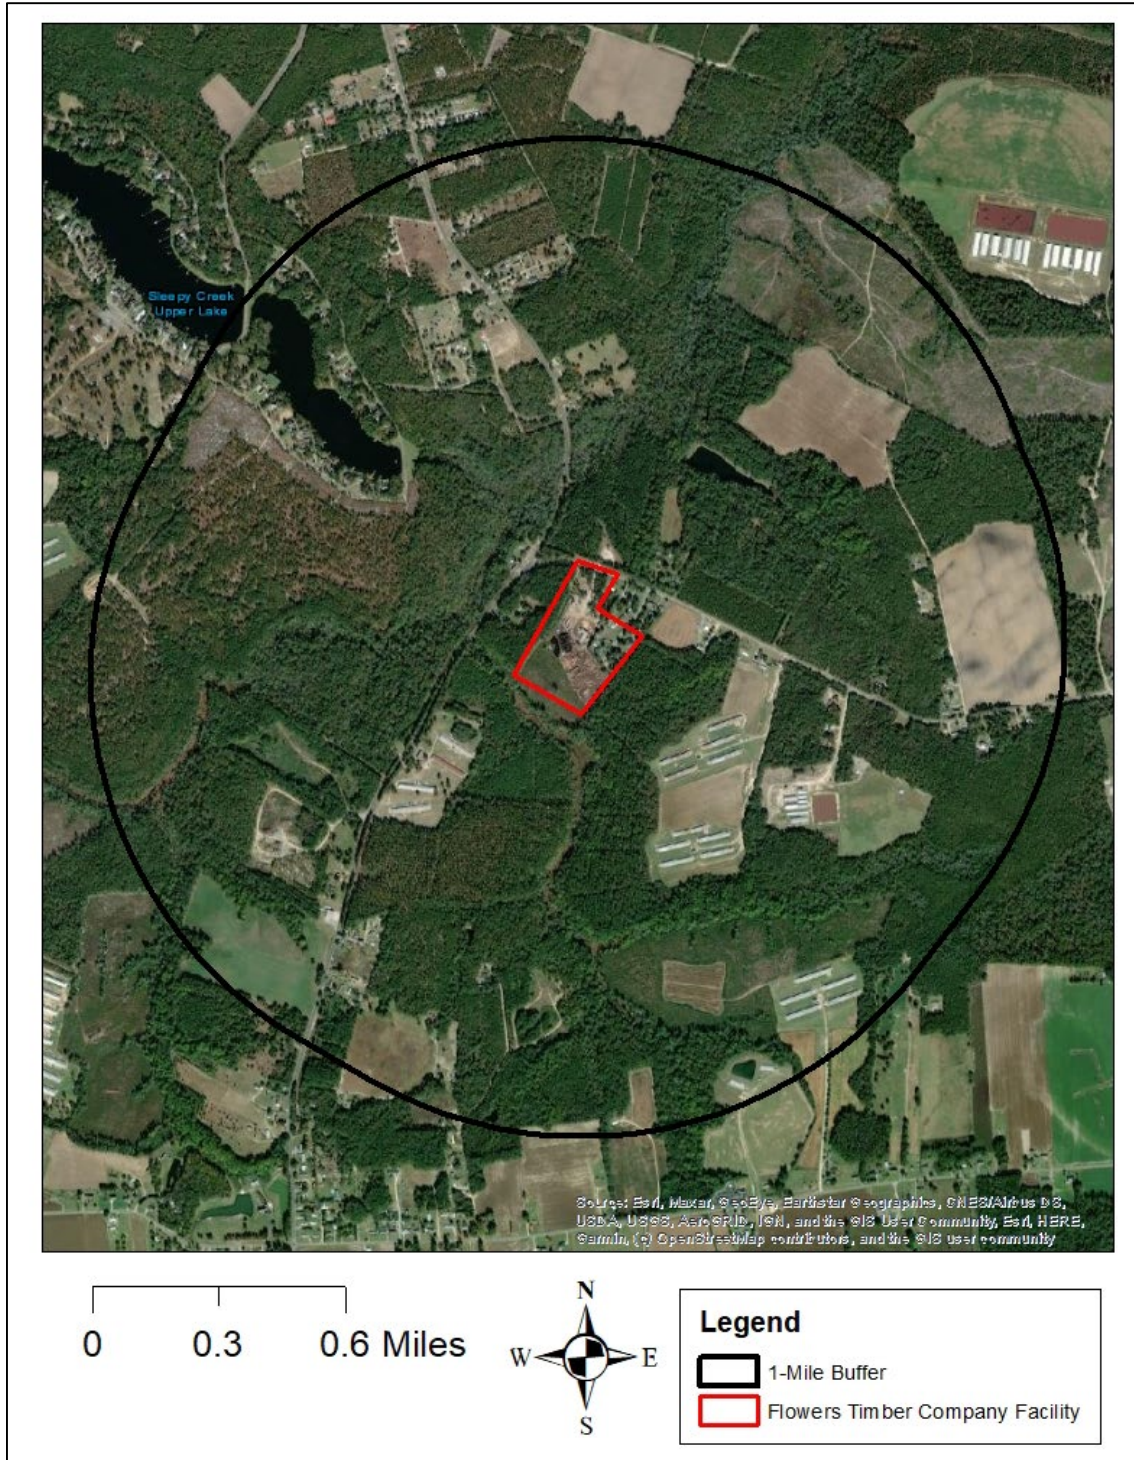 Sleepy Creek
Upper Lake
Source: Esri, Maxar, GeoEye, Earthstar Geographics, CNES/Airbus DS,
USDA, USGS, AeroGRID, IGN, and the GIS User Community, Esri, HERE,
Garmin, (c) OpenStreetMap contributors, and the GIS user community
0 0.3 0.6 Miles
N
W E
S
Legend
1-Mile Buffer
Flowers Timber Company Facility